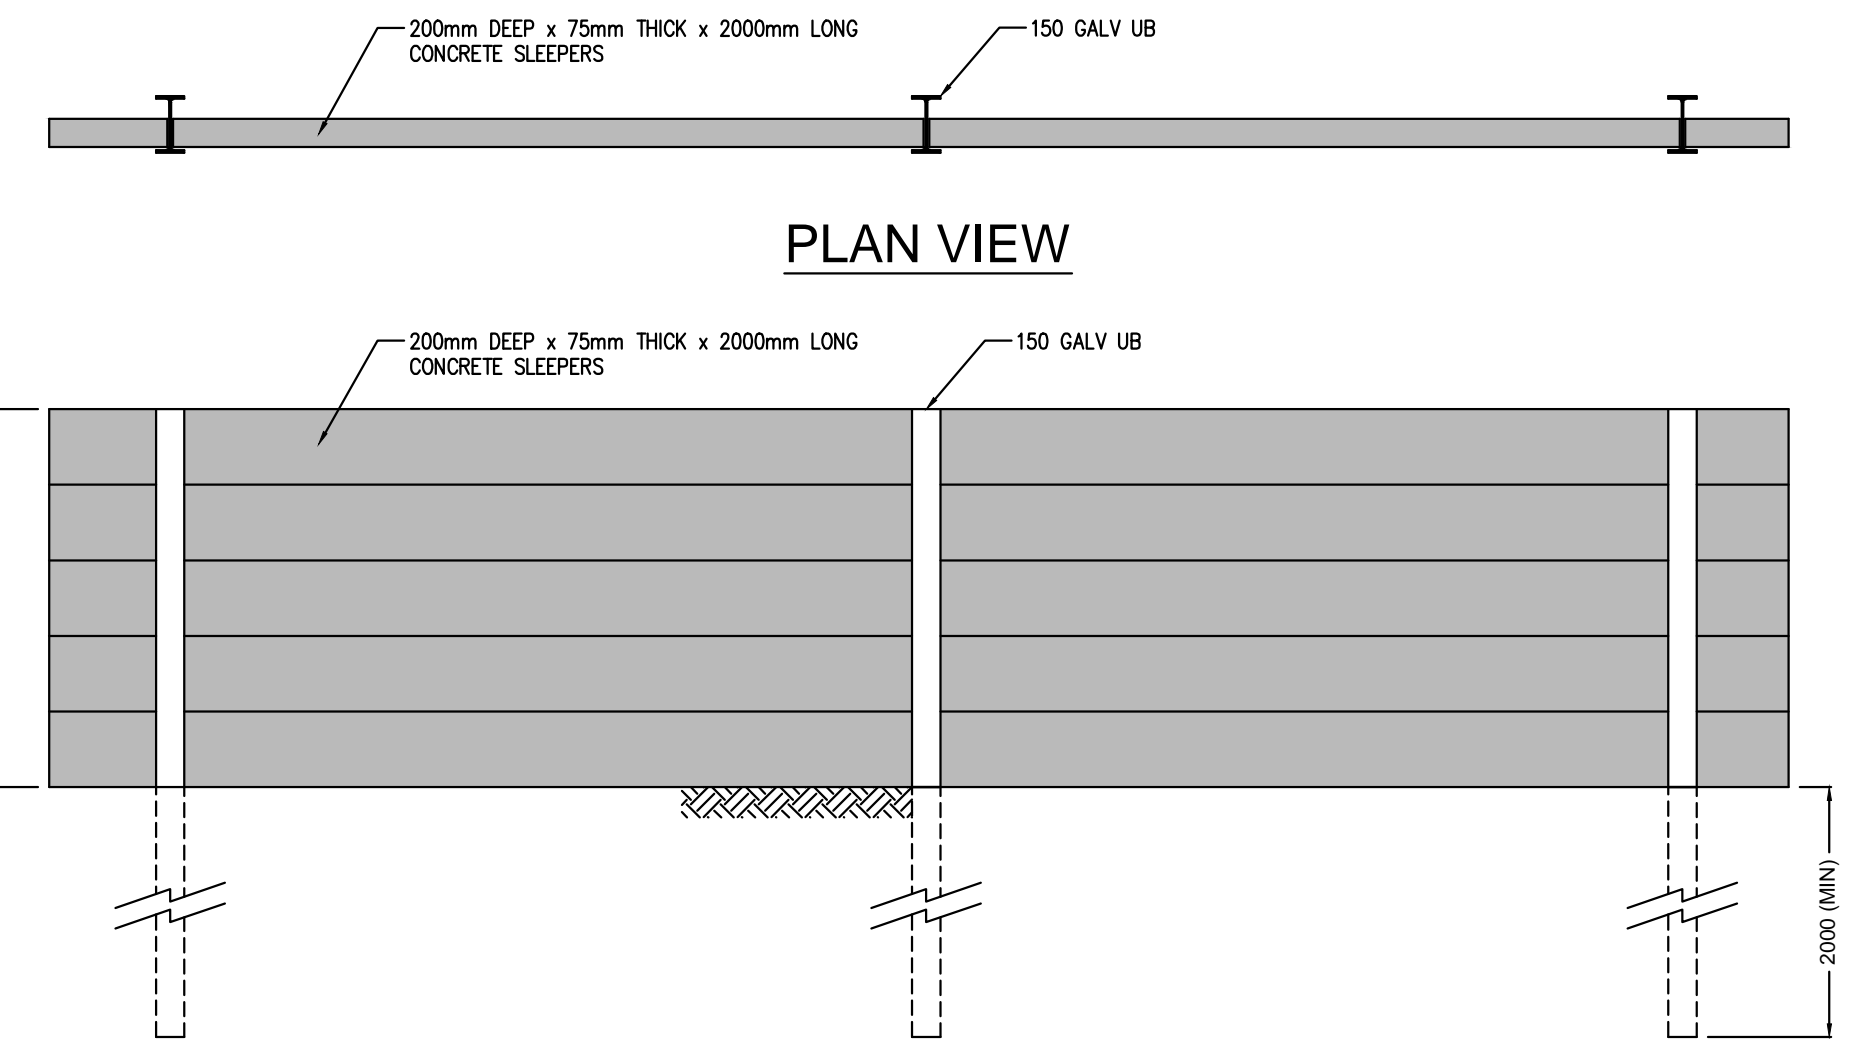 200mm DEEP x 75mm THICK x 2000mm LONG
CONCRETE SLEEPERS
150 GALV UB
PLAN VIEW
200mm DEEP x 75mm THICK x 2000mm LONG
CONCRETE SLEEPERS
150 GALV UB
2000 (MIN)